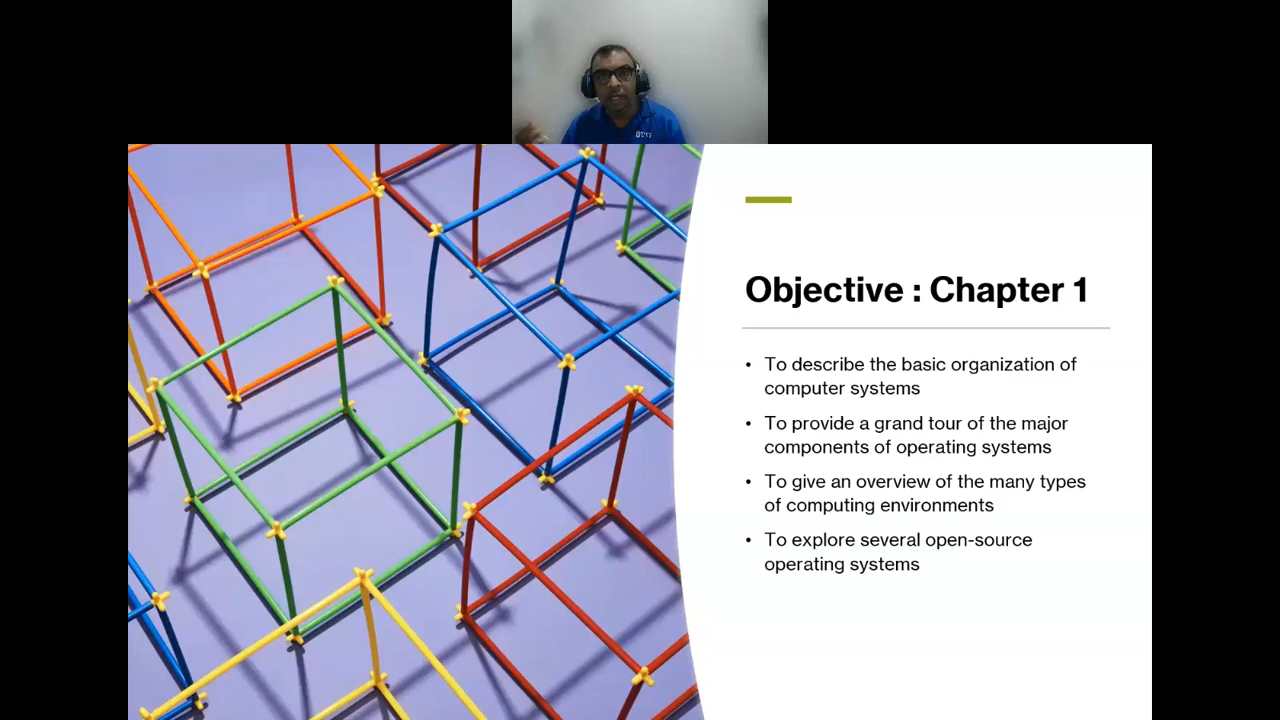 Objective : Chapter 1
• To describe the basic organization of
computer systems
• To provide a grand tour of the major
components of operating systems
• To give an overview of the many types
of computing environments
• To explore several open-source
operating systems